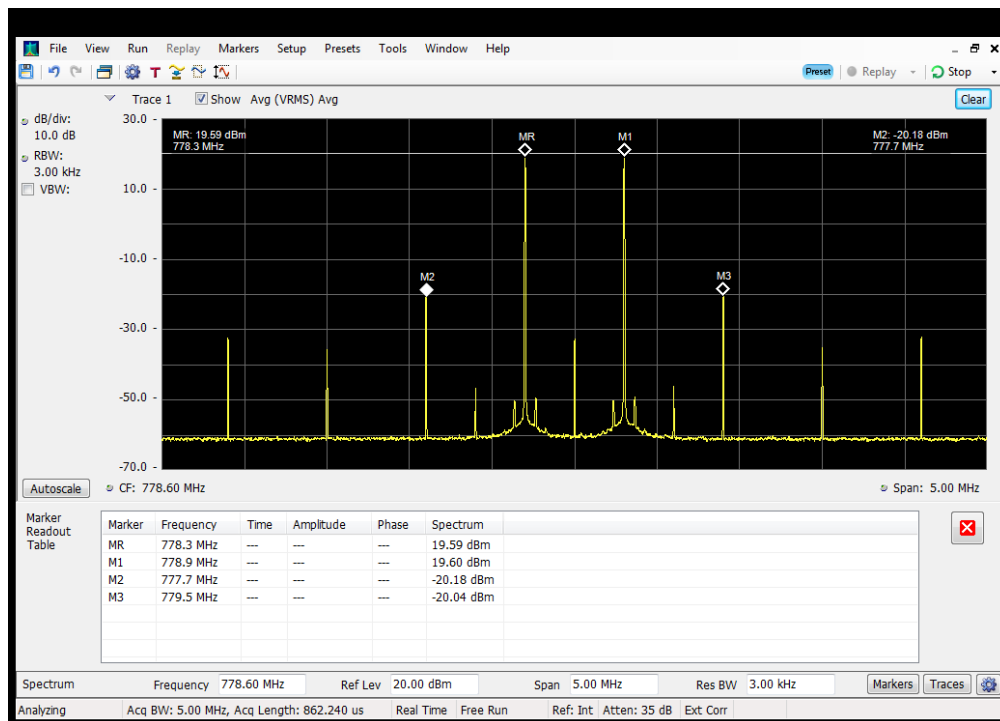 File View Run Replay Markers Setup Presets Tools Window Help
T Preset Replay Stop
Trace 1 Show Avg (VRMS) Avg Clear
dB/div:
10.0 dB
RBW:
3.00 kHz
VBW:
30.0
10.0
-10.0
-30.0
-50.0
-70.0
MR: 19.59 dBm
778.3 MHz
MR
M1
M2: -20.18 dBm
777.7 MHz
M2
M3
Autoscale CF: 778.60 MHz Span: 5.00 MHz
Marker
Readout
Table
Marker Frequency Time Amplitude Phase Spectrum
MR 778.3 MHz --- --- --- 19.59 dBm
M1 778.9 MHz --- --- --- 19.60 dBm
M2 777.7 MHz --- --- --- -20.18 dBm
M3 779.5 MHz --- --- --- -20.04 dBm
Spectrum Frequency 778.60 MHz Ref Lev 20.00 dBm Span 5.00 MHz Res BW 3.00 kHz Markers Traces
Analyzing Acq BW: 5.00 MHz, Acq Length: 862.240 us Real Time Free Run Ref: Int Atten: 35 dB Ext Corr